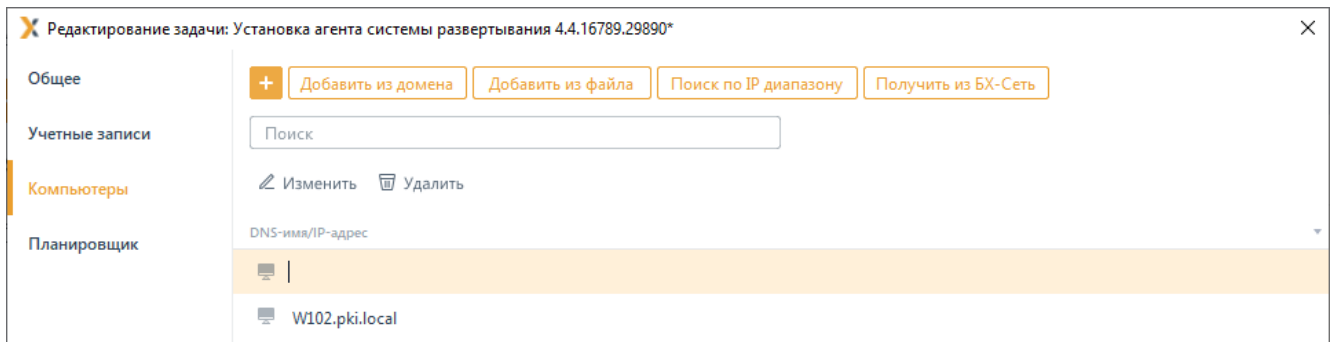 Редактирование задачи: Установка агента системы развертывания 4.4.16789.29890*
Общее
Учетные записи
Компьютеры
Планировщик
+ Добавить из домена Добавить из файла Поиск по IP диапазону Получить из БХ-Сеть
Поиск
Изменить Удалить
DNS-имя/IP-адрес
W102.pki.local